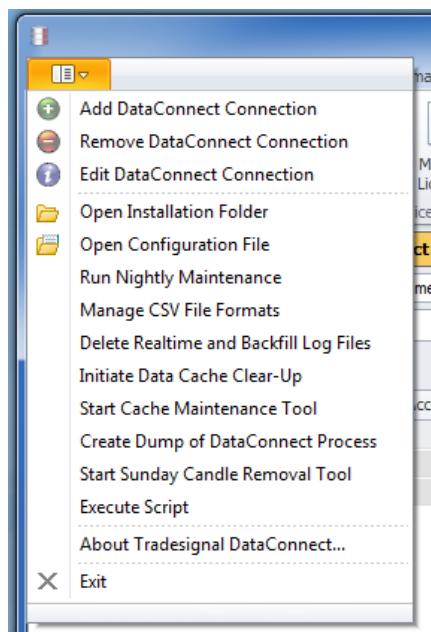 Add DataConnect Connection
Remove DataConnect Connection
Edit DataConnect Connection
Open Installation Folder
Open Configuration File
Run Nightly Maintenance
Manage CSV File Formats
Delete Realtime and Backfill Log Files
Initiate Data Cache Clear-Up
Start Cache Maintenance Tool
Create Dump of DataConnect Process
Start Sunday Candle Removal Tool
Execute Script
About Tradesignal DataConnect...
Exit